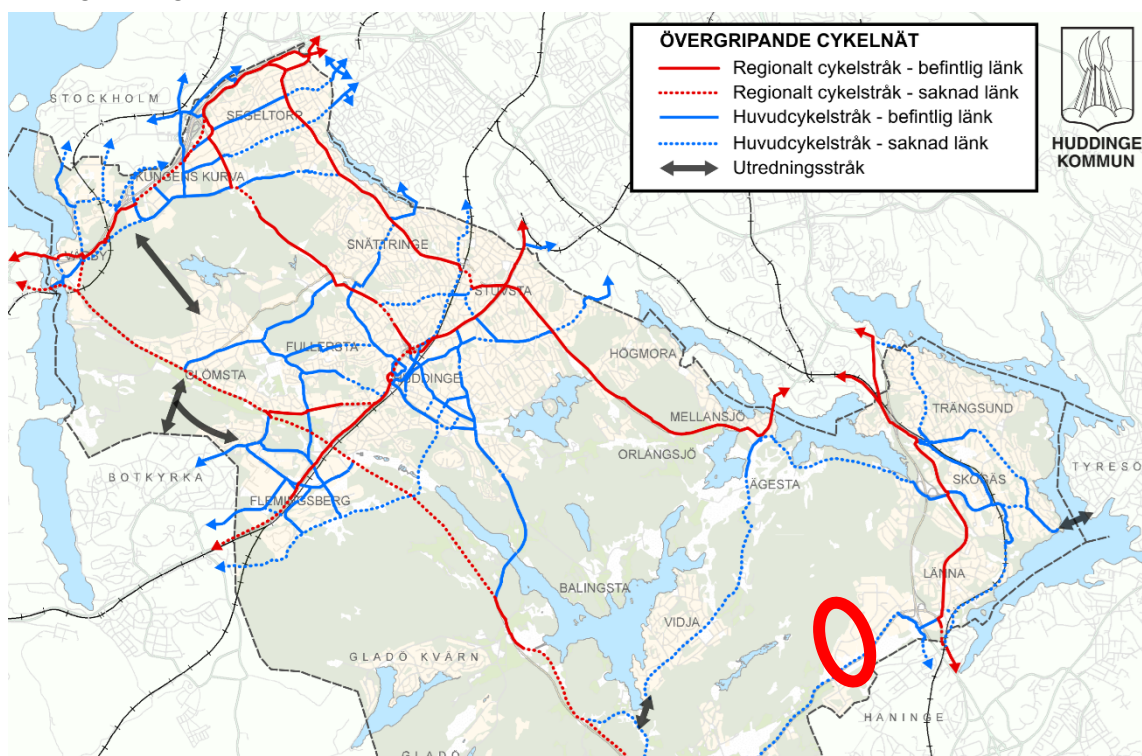 ÖVERGRIPANDE CYKELNÄT
Regionalt cykelstråk - befintlig länk
Regionalt cykelstråk - saknad länk
Huvudcykelstråk - befintlig länk
Huvudcykelstråk - saknad länk
Utredningsstråk
HUDDINGE
KOMMUN
STOCKHOLM
SEGELTORP
KUNGENS KURVA
VÅRBY
SNÄTTRINGE
STUVSTA
FULLERSTA
HUDDINGE
GLÖMSTA
HÖGMORA
MELLANSJÖ
ORLÅNGSJÖ
TRÅNGSUND
SKOGÅS
TYRESÖ
ÅGESTA
BOTKYRKA
FLEMINGSBERG
LÄNNA
BALINGSTA
VIDJA
GLADÖ KVARN
HANINGE
GLADÖ